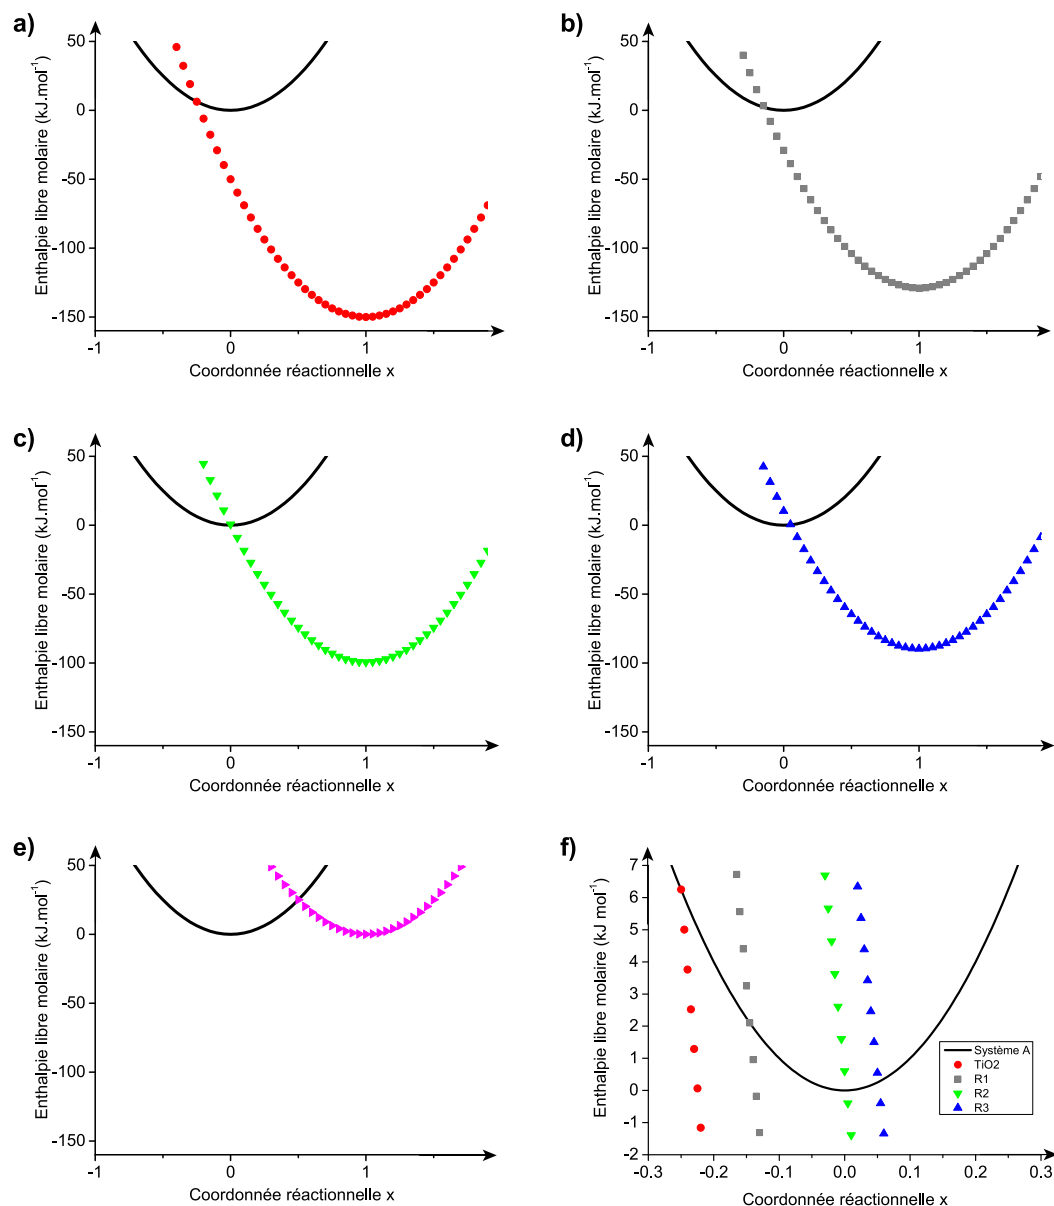 a)
Enthalpie libre molaire (kJ.mol⁻¹)
50
0
-50
-100
-150
-1
0
1
Coordonnée réactionnelle x
b)
Enthalpie libre molaire (kJ.mol⁻¹)
50
0
-50
-100
-150
-1
0
1
Coordonnée réactionnelle x
c)
Enthalpie libre molaire (kJ.mol⁻¹)
50
0
-50
-100
-150
-1
0
1
Coordonnée réactionnelle x
d)
Enthalpie libre molaire (kJ.mol⁻¹)
50
0
-50
-100
-150
-1
0
1
Coordonnée réactionnelle x
e)
Enthalpie libre molaire (kJ.mol⁻¹)
50
0
-50
-100
-150
-1
0
1
Coordonnée réactionnelle x
f)
Enthalpie libre molaire (kJ mol⁻¹)
7
6
5
4
3
2
1
0
-1
-2
-0.3
-0.2
-0.1
0.0
0.1
0.2
0.3
Système A
TiO2
R1
R2
R3
Coordonnée réactionnelle x